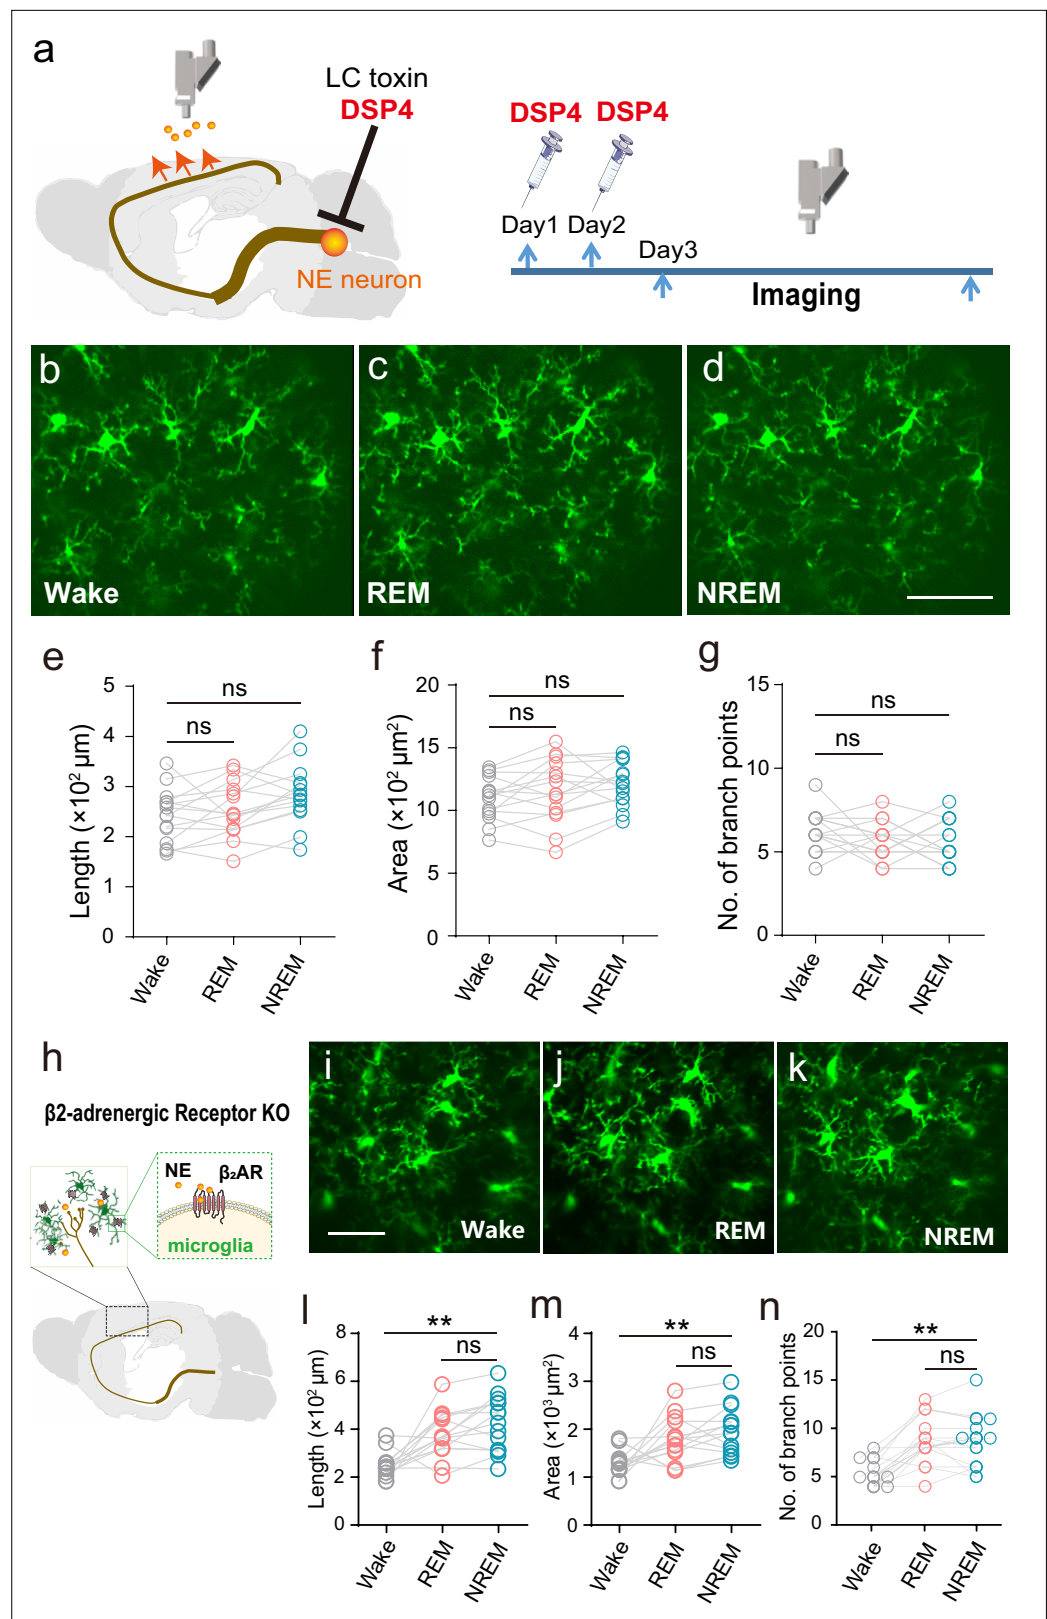 a
LC toxin
DSP4
NE neuron
DSP4 DSP4
Day1 Day2
Day3
Imaging
b
Wake
c
REM
d
NREM
e
ns
ns
Length (×10² µm)
5
4
3
2
1
0
Wake
REM
NREM
f
ns
ns
Area (×10² µm²)
20
15
10
5
0
Wake
REM
NREM
g
ns
ns
No. of branch points
15
10
5
0
Wake
REM
NREM
h
β2-adrenergic Receptor KO
NE
β₂AR
microglia
i
Wake
j
REM
k
NREM
l
**
ns
Length (×10² µm)
8
6
4
2
0
Wake
REM
NREM
m
**
ns
Area (×10³ µm²)
4
3
2
1
0
Wake
REM
NREM
n
**
ns
No. of branch points
20
15
10
5
0
Wake
REM
NREM